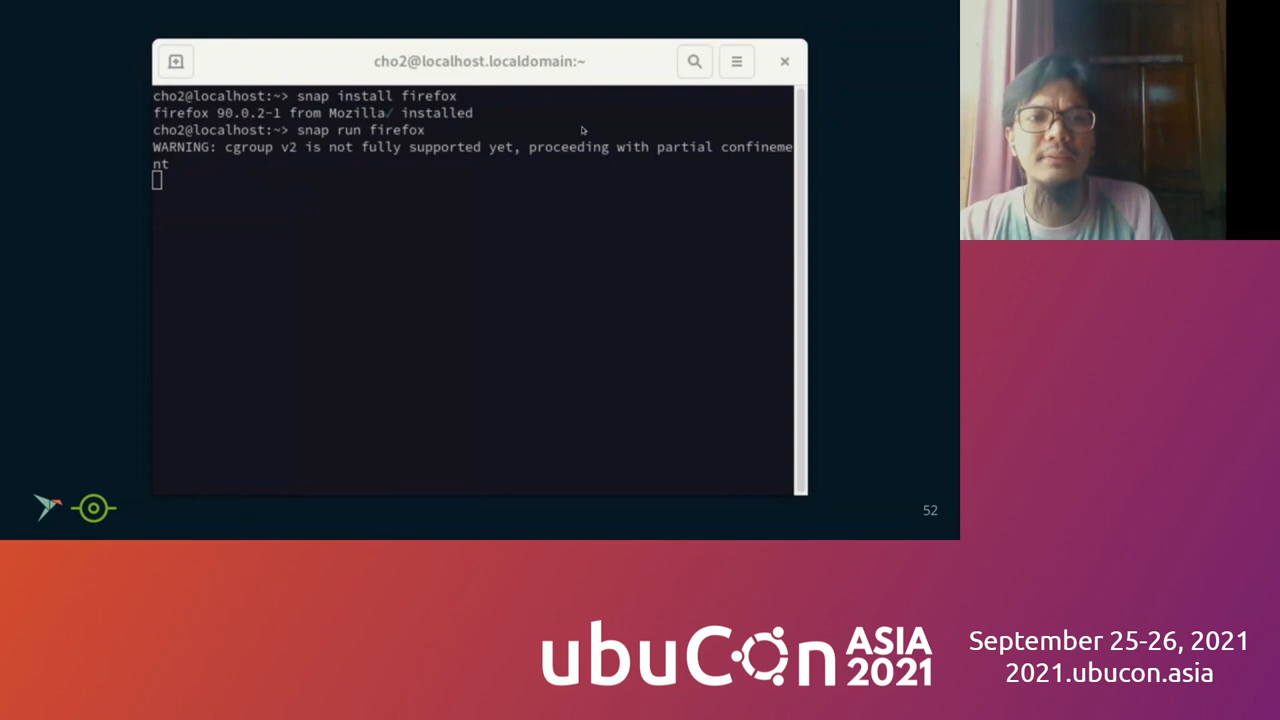 cho2@localhost.localdomain:~
cho2@localhost:~> snap install firefox
firefox 90.0.2-1 from Mozilla✓ installed
cho2@localhost:~> snap run firefox
WARNING: cgroup v2 is not fully supported yet, proceeding with partial confineme
nt
52
ubuCon ASIA 2021
September 25-26, 2021
2021.ubucon.asia